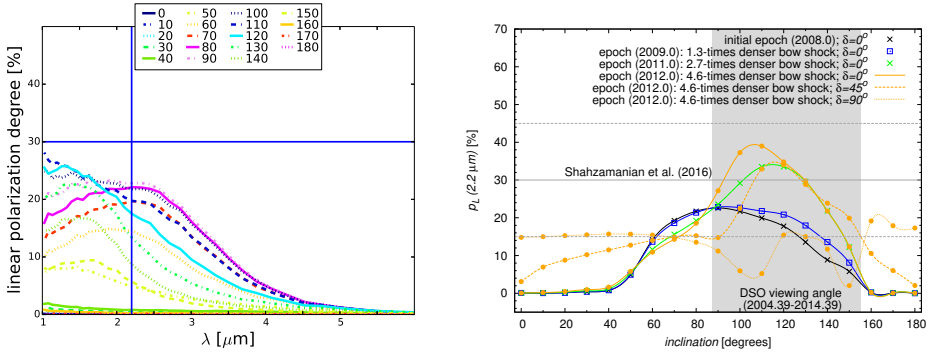 0 50 100 150
10 60 110 160
20 70 120 170
30 80 130 180
40 90 140
linear polarization degree [%]
50
40
30
20
10
0
1 2 3 4 5
λ [μm]
initial epoch (2008.0); δ=0°
epoch (2009.0): 1.3-times denser bow shock; δ=0°
epoch (2011.0): 2.7-times denser bow shock; δ=0°
epoch (2012.0): 4.6-times denser bow shock; δ=0°
epoch (2012.0): 4.6-times denser bow shock; δ=45°
epoch (2012.0): 4.6-times denser bow shock; δ=90°
p_L (2.2 μm) [%]
70
60
50
40
30
20
10
0
Shahzamanian et al. (2016)
DSO viewing angle
(2004.39-2014.39)
0 20 40 60 80 100 120 140 160 180
inclination [degrees]